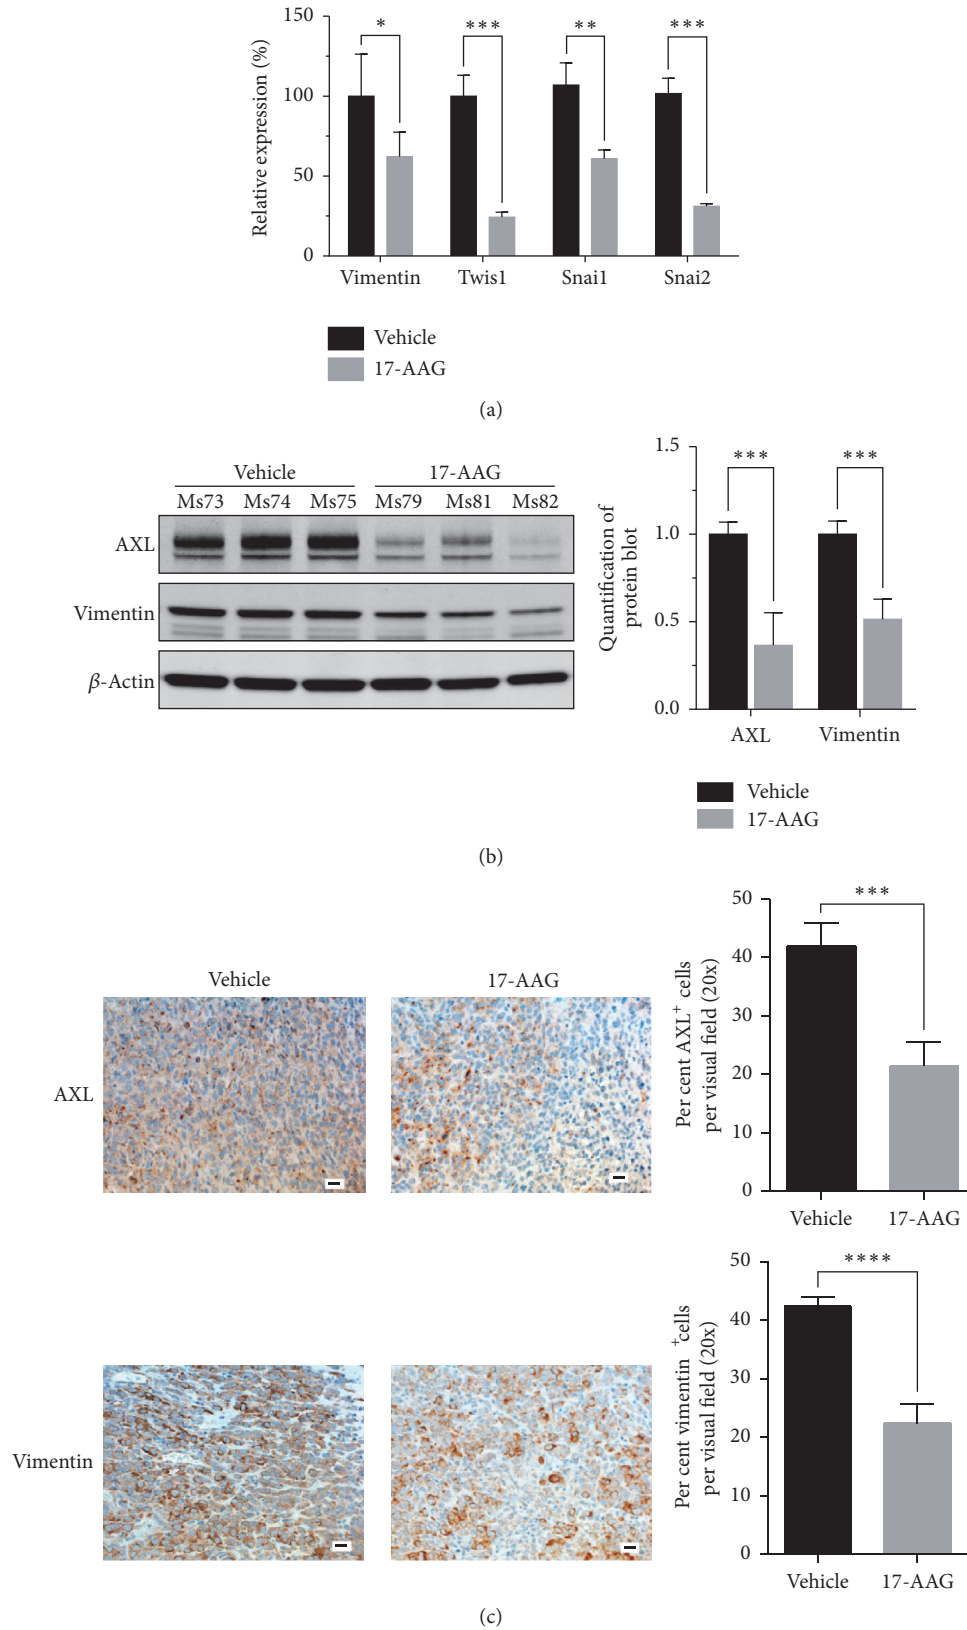 150
100
50
0
Relative expression (%)
*
***
**
***
Vimentin
Twis1
Snai1
Snai2
Vehicle
17-AAG
(a)
Vehicle
17-AAG
Ms73 Ms74 Ms75 Ms79 Ms81 Ms82
AXL
Vimentin
β-Actin
1.5
1.0
0.5
0.0
Quantification of
protein blot
***
***
AXL
Vimentin
Vehicle
17-AAG
(b)
Vehicle
17-AAG
AXL
50
40
30
20
10
0
Per cent AXL⁺ cells
per visual field (20x)
***
Vehicle
17-AAG
Vimentin
50
40
30
20
10
0
Per cent vimentin ⁺cells
per visual field (20x)
****
Vehicle
17-AAG
(c)